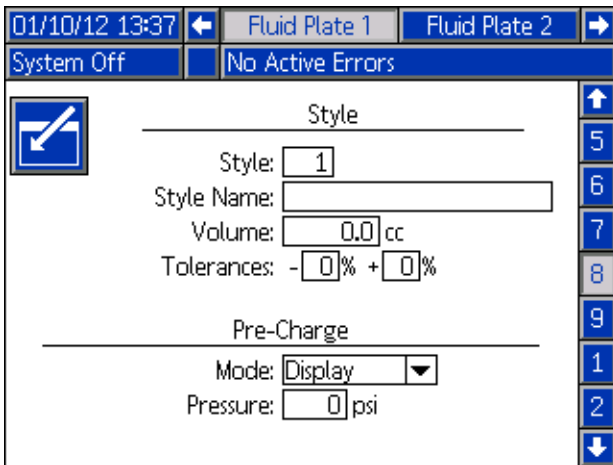 01/10/12 13:37 Fluid Plate 1 Fluid Plate 2
System Off No Active Errors
Style
5
Style: 1
6
Style Name:
7
Volume: 0.0 cc
Tolerances: - 0 % + 0 %
8
9
Pre-Charge
1
Mode: Display
2
Pressure: 0 psi